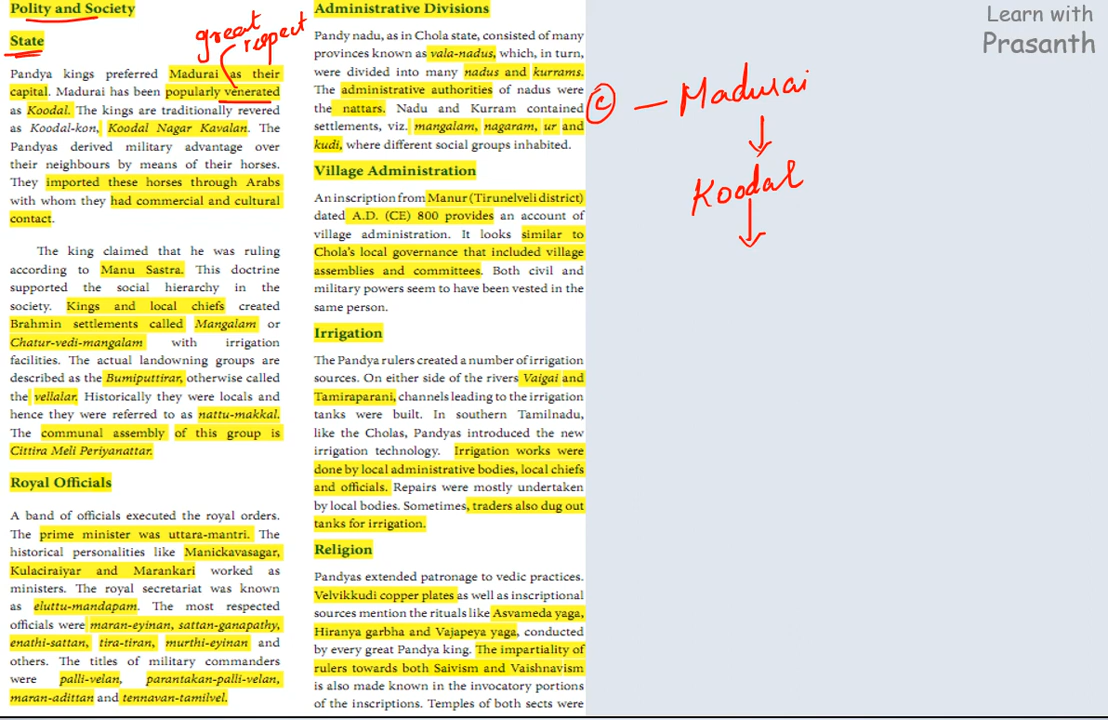 Polity and Society
State
great
respect
Pandya kings preferred Madurai as their
capital. Madurai has been popularly venerated
as Koodal. The kings are traditionally revered
as Koodal-kon, Koodal Nagar Kavalan. The
Pandyas derived military advantage over
their neighbours by means of their horses.
They imported these horses through Arabs
with whom they had commercial and cultural
contact.
The king claimed that he was ruling
according to Manu Sastra. This doctrine
supported the social hierarchy in the
society. Kings and local chiefs created
Brahmin settlements called Mangalam or
Chatur-vedi-mangalam with irrigation
facilities. The actual landowning groups are
described as the Bumiputtirar, otherwise called
the vellalar. Historically they were locals and
hence they were referred to as nattu-makkal.
The communal assembly of this group is
Cittira Meli Periyanattar.
Royal Officials
A band of officials executed the royal orders.
The prime minister was uttara-mantri. The
historical personalities like Manickavasagar,
Kulaciraiyar and Marankari worked as
ministers. The royal secretariat was known
as eluttu-mandapam. The most respected
officials were maran-eyinan, sattan-ganapathy,
enathi-sattan, tira-tiran, murthi-eyinan and
others. The titles of military commanders
were palli-velan, parantakan-palli-velan,
maran-adittan and tennavan-tamilvel.
Administrative Divisions
Pandy nadu, as in Chola state, consisted of many
provinces known as vala-nadus, which, in turn,
were divided into many nadus and kurrams.
The administrative authorities of nadus were
the nattars. Nadu and Kurram contained
settlements, viz. mangalam, nagaram, ur and
kudi, where different social groups inhabited.
Village Administration
An inscription from Manur (Tirunelveli district)
dated A.D. (CE) 800 provides an account of
village administration. It looks similar to
Chola's local governance that included village
assemblies and committees. Both civil and
military powers seem to have been vested in the
same person.
Irrigation
The Pandya rulers created a number of irrigation
sources. On either side of the rivers Vaigai and
Tamiraparani, channels leading to the irrigation
tanks were built. In southern Tamilnadu,
like the Cholas, Pandyas introduced the new
irrigation technology. Irrigation works were
done by local administrative bodies, local chiefs
and officials. Repairs were mostly undertaken
by local bodies. Sometimes, traders also dug out
tanks for irrigation.
Religion
Pandyas extended patronage to vedic practices.
Velvikkudi copper plates as well as inscriptional
sources mention the rituals like Asvameda yaga,
Hiranya garbha and Vajapeya yaga, conducted
by every great Pandya king. The impartiality of
rulers towards both Saivism and Vaishnavism
is also made known in the invocatory portions
of the inscriptions. Temples of both sects were
Learn with
Prasanth
© — Madurai
Koodal